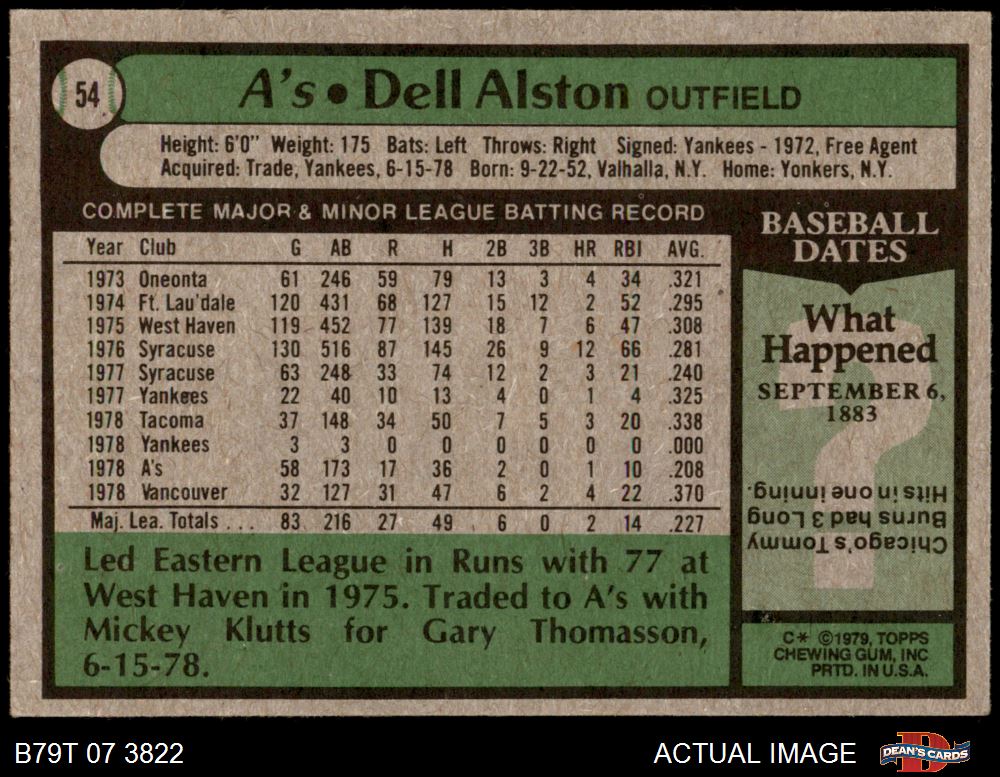 54
A's • Dell Alston OUTFIELD
Height: 6'0" Weight: 175 Bats: Left Throws: Right Signed: Yankees - 1972, Free Agent
Acquired: Trade, Yankees, 6-15-78 Born: 9-22-52, Valhalla, N.Y. Home: Yonkers, N.Y.
COMPLETE MAJOR & MINOR LEAGUE BATTING RECORD
Year Club G AB R H 2B 3B HR RBI AVG.
1973 Oneonta 61 246 59 79 13 3 4 34 .321
1974 Ft. Lau'dale 120 431 68 127 15 12 2 52 .295
1975 West Haven 119 452 77 139 18 7 6 47 .308
1976 Syracuse 130 516 87 145 26 9 12 66 .281
1977 Syracuse 63 248 33 74 12 2 3 21 .240
1977 Yankees 22 40 10 13 4 0 1 4 .325
1978 Tacoma 37 148 34 50 7 5 3 20 .338
1978 Yankees 3 3 0 0 0 0 0 0 .000
1978 A's 58 173 17 36 2 0 1 10 .208
1978 Vancouver 32 127 31 47 6 2 4 22 .370
Maj. Lea. Totals . . . 83 216 27 49 6 0 2 14 .227
Led Eastern League in Runs with 77 at
West Haven in 1975. Traded to A's with
Mickey Klutts for Gary Thomasson,
6-15-78.
BASEBALL
DATES
What
Happened
SEPTEMBER 6,
1883
?
Chicago's Tommy
Burns had 3 Long
Hits in one inning.
C* ©1979, TOPPS
CHEWING GUM, INC
PRTD. IN U.S.A.
B79T 07 3822
ACTUAL IMAGE
DEAN'S CARDS